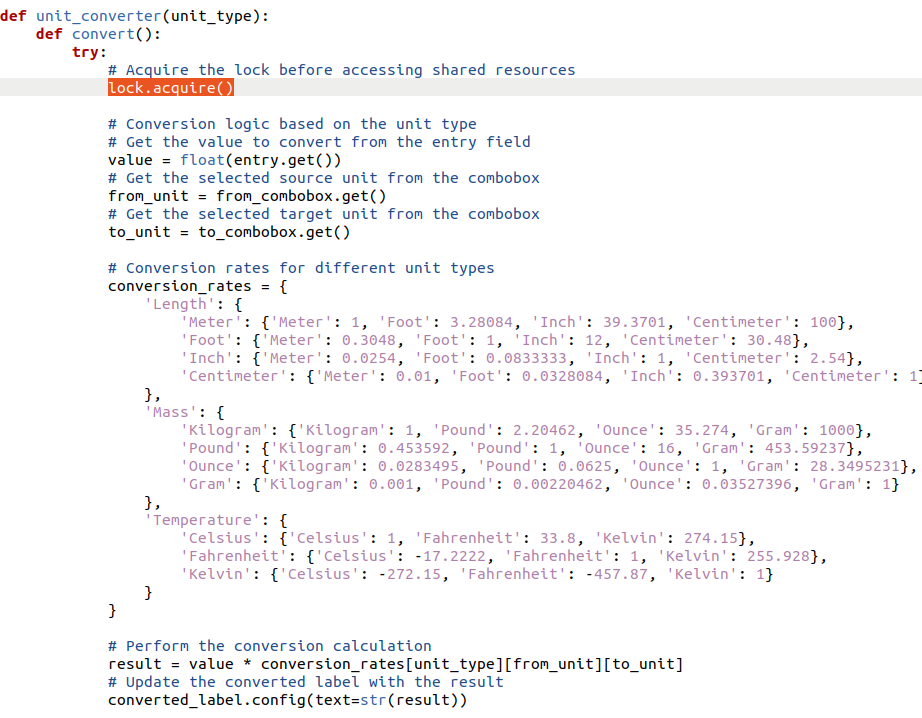 def unit_converter(unit_type):
    def convert():
        try:
            # Acquire the lock before accessing shared resources
            lock.acquire()

            # Conversion logic based on the unit type
            # Get the value to convert from the entry field
            value = float(entry.get())
            # Get the selected source unit from the combobox
            from_unit = from_combobox.get()
            # Get the selected target unit from the combobox
            to_unit = to_combobox.get()

            # Conversion rates for different unit types
            conversion_rates = {
                'Length': {
                    'Meter': {'Meter': 1, 'Foot': 3.28084, 'Inch': 39.3701, 'Centimeter': 100},
                    'Foot': {'Meter': 0.3048, 'Foot': 1, 'Inch': 12, 'Centimeter': 30.48},
                    'Inch': {'Meter': 0.0254, 'Foot': 0.0833333, 'Inch': 1, 'Centimeter': 2.54},
                    'Centimeter': {'Meter': 0.01, 'Foot': 0.0328084, 'Inch': 0.393701, 'Centimeter': 1}
                },
                'Mass': {
                    'Kilogram': {'Kilogram': 1, 'Pound': 2.20462, 'Ounce': 35.274, 'Gram': 1000},
                    'Pound': {'Kilogram': 0.453592, 'Pound': 1, 'Ounce': 16, 'Gram': 453.59237},
                    'Ounce': {'Kilogram': 0.0283495, 'Pound': 0.0625, 'Ounce': 1, 'Gram': 28.3495231},
                    'Gram': {'Kilogram': 0.001, 'Pound': 0.00220462, 'Ounce': 0.03527396, 'Gram': 1}
                },
                'Temperature': {
                    'Celsius': {'Celsius': 1, 'Fahrenheit': 33.8, 'Kelvin': 274.15},
                    'Fahrenheit': {'Celsius': -17.2222, 'Fahrenheit': 1, 'Kelvin': 255.928},
                    'Kelvin': {'Celsius': -272.15, 'Fahrenheit': -457.87, 'Kelvin': 1}
                }
            }

            # Perform the conversion calculation
            result = value * conversion_rates[unit_type][from_unit][to_unit]
            # Update the converted label with the result
            converted_label.config(text=str(result))